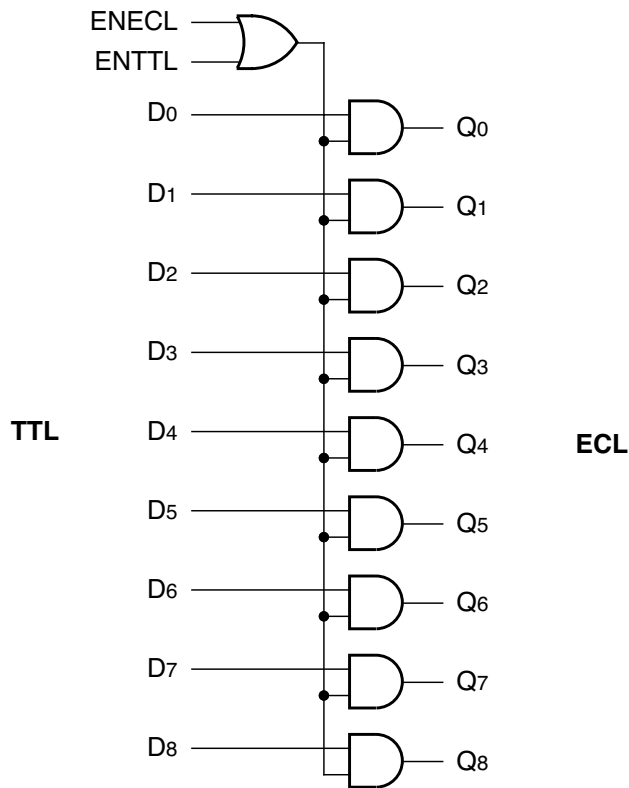 ENECL
ENTTL
D0 Q0
D1 Q1
D2 Q2
D3 Q3
TTL D4 Q4 ECL
D5 Q5
D6 Q6
D7 Q7
D8 Q8